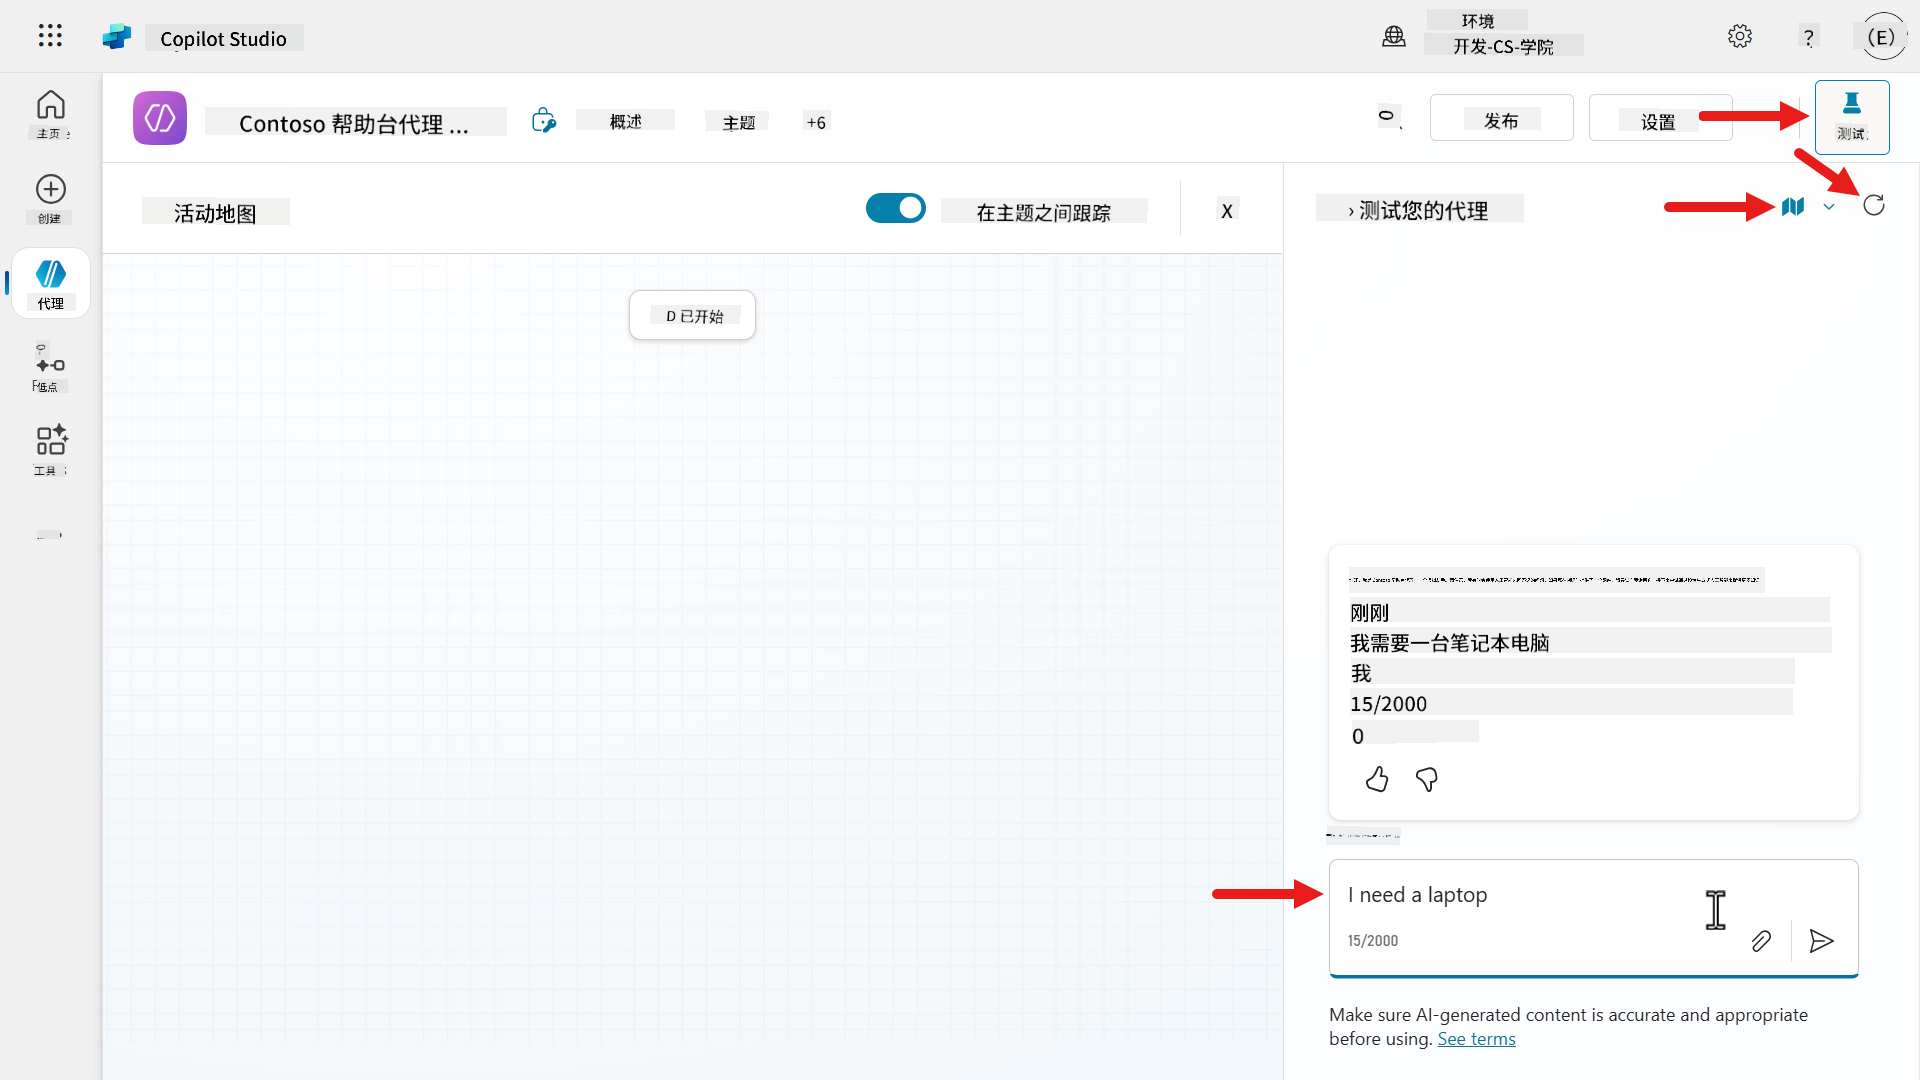 Copilot Studio
环境
开发-CS-学院
?
(E)
主页
Contoso 帮助台代理 ...
概述
主题
+6
发布
设置
测试
创建
活动地图
在主题之间跟踪
X
› 测试您的代理
代理
D 已开始
低点
工具
刚刚
我需要一台笔记本电脑
我
15/2000
0
I need a laptop
15/2000
Make sure AI-generated content is accurate and appropriate
before using. See terms